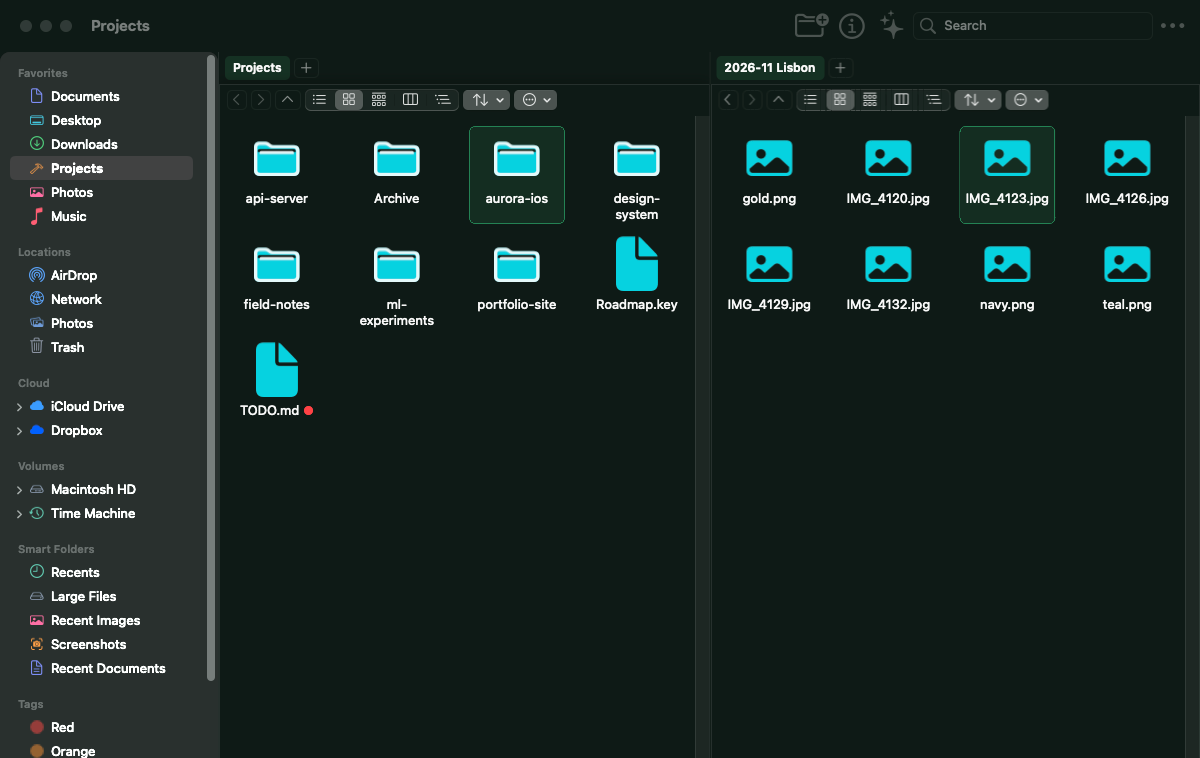 Projects
Search
Favorites
Documents
Desktop
Downloads
Projects
Photos
Music
Locations
AirDrop
Network
Photos
Trash
Cloud
iCloud Drive
Dropbox
Volumes
Macintosh HD
Time Machine
Smart Folders
Recents
Large Files
Recent Images
Screenshots
Recent Documents
Tags
Red
Orange
Projects
api-server
Archive
aurora-ios
design-
system
field-notes
ml-
experiments
portfolio-site
Roadmap.key
TODO.md
2026-11 Lisbon
gold.png
IMG_4120.jpg
IMG_4123.jpg
IMG_4126.jpg
IMG_4129.jpg
IMG_4132.jpg
navy.png
teal.png